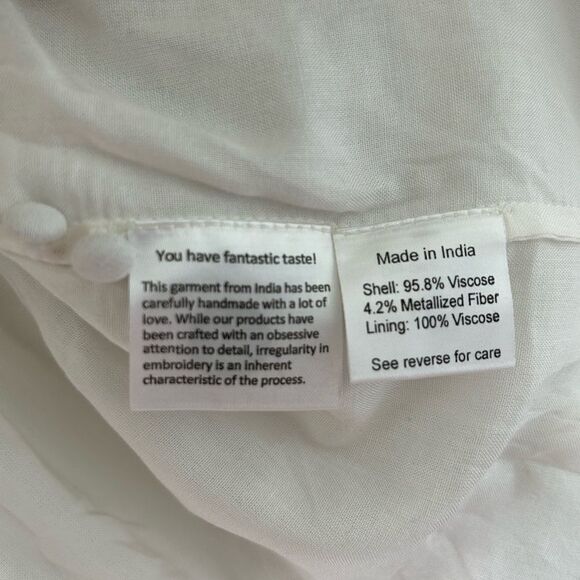 You have fantastic taste!
This garment from India has been
carefully handmade with a lot of
love. While our products have
been crafted with an obsessive
attention to detail, irregularity in
embroidery is an inherent
characteristic of the process.
Made in India
Shell: 95.8% Viscose
4.2% Metallized Fiber
Lining: 100% Viscose
See reverse for care